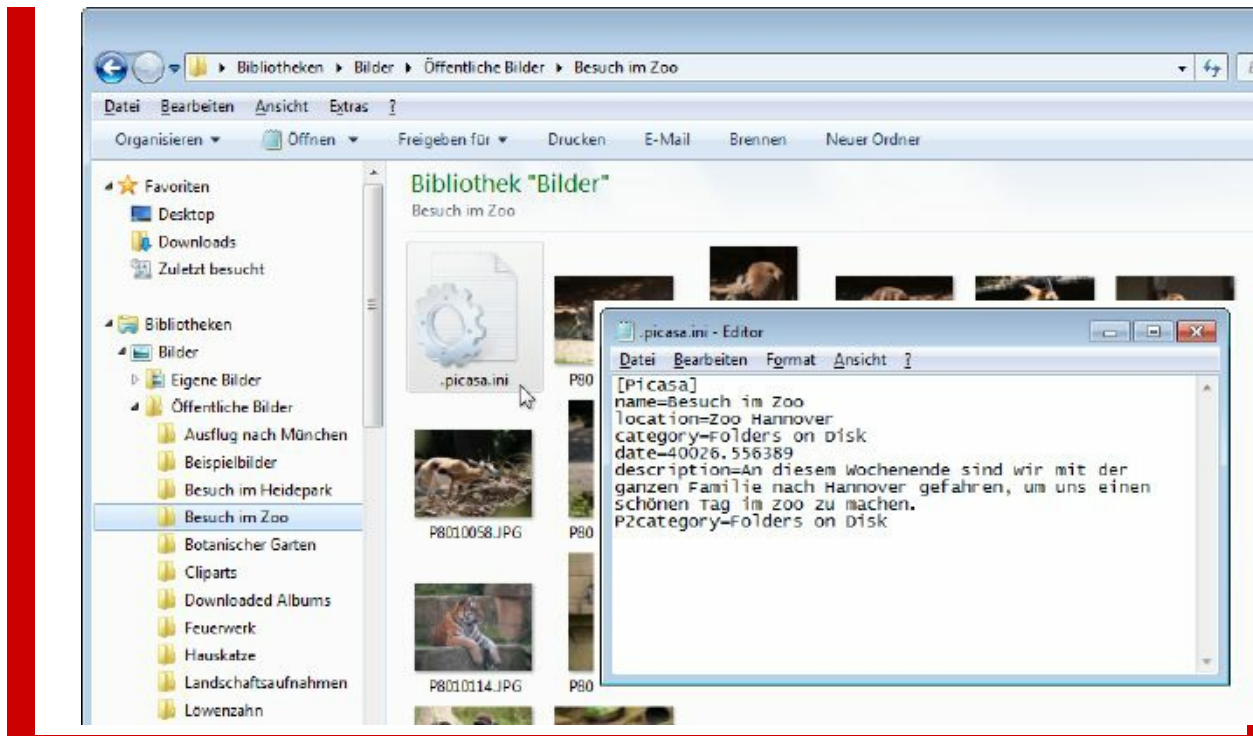 Bibliotheken ▸ Bilder ▸ Öffentliche Bilder ▸ Besuch im Zoo
Datei Bearbeiten Ansicht Extras ?
Organisieren Öffnen Freigeben für Drucken E-Mail Brennen Neuer Ordner
Favoriten
Desktop
Downloads
Zuletzt besucht
Bibliotheken
Bilder
Eigene Bilder
Öffentliche Bilder
Ausflug nach München
Beispielbilder
Besuch im Heidepark
Besuch im Zoo
Botanischer Garten
Cliparts
Downloaded Albums
Feuerwerk
Hauskatze
Landschaftsaufnahmen
Löwenzahn
Bibliothek "Bilder"
Besuch im Zoo
.picasa.ini
P80
P8010058.JPG
P80
P8010114.JPG
P80
.picasa.ini - Editor
Datei Bearbeiten Format Ansicht ?
[Picasa]
name=Besuch im Zoo
location=Zoo Hannover
category=Folders on Disk
date=40026.556389
description=An diesem Wochenende sind wir mit der
ganzen Familie nach Hannover gefahren, um uns einen
schönen Tag im Zoo zu machen.
P2category=Folders on Disk